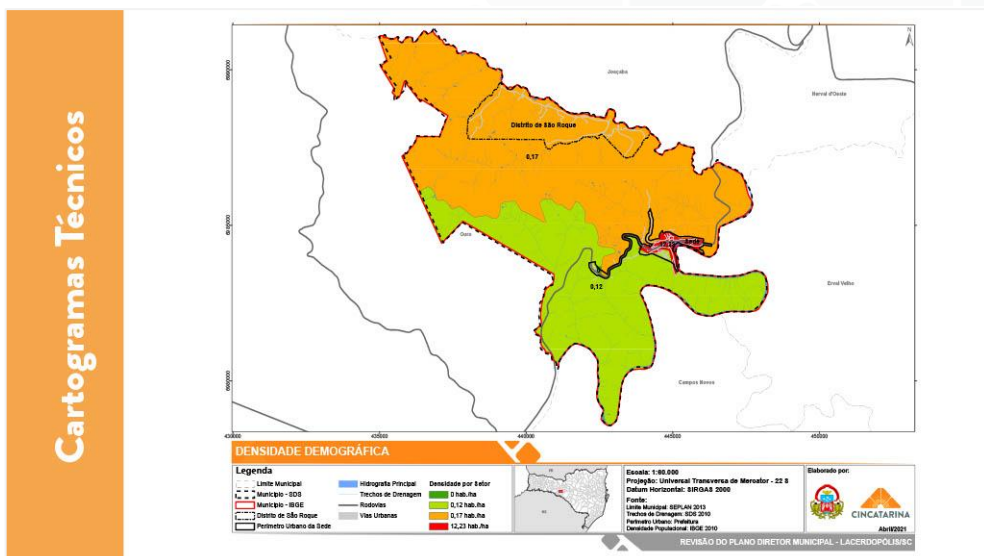 Cartogramas Técnicos
N
Joaçaba
Herval d'Oeste
Distrito de São Roque
0,17
Ouro
Sede
0,12
Erval Velho
Campos Novos
430000
435000
440000
445000
450000
DENSIDADE DEMOGRÁFICA
Legenda
Limite Municipal
Município - SDS
Município - IBGE
Distrito de São Roque
Perímetro Urbano da Sede
Hidrografia Principal
Trechos de Drenagem
Rodovias
Vias Urbanas
Densidade por Setor
0 hab./ha
0,12 hab./ha
0,17 hab./ha
12,23 hab./ha
Escala: 1:60.000
Projeção: Universal Transversa de Mercator - 22 S
Datum Horizontal: SIRGAS 2000
Fonte:
Limite Municipal: SEPLAN 2013
Trechos de Drenagem: SDS 2010
Perímetro Urbano: Prefeitura
Densidade Populacional: IBGE 2010
Elaborado por:
CINCATARINA
Abril/2021
REVISÃO DO PLANO DIRETOR MUNICIPAL - LACERDÓPOLIS/SC